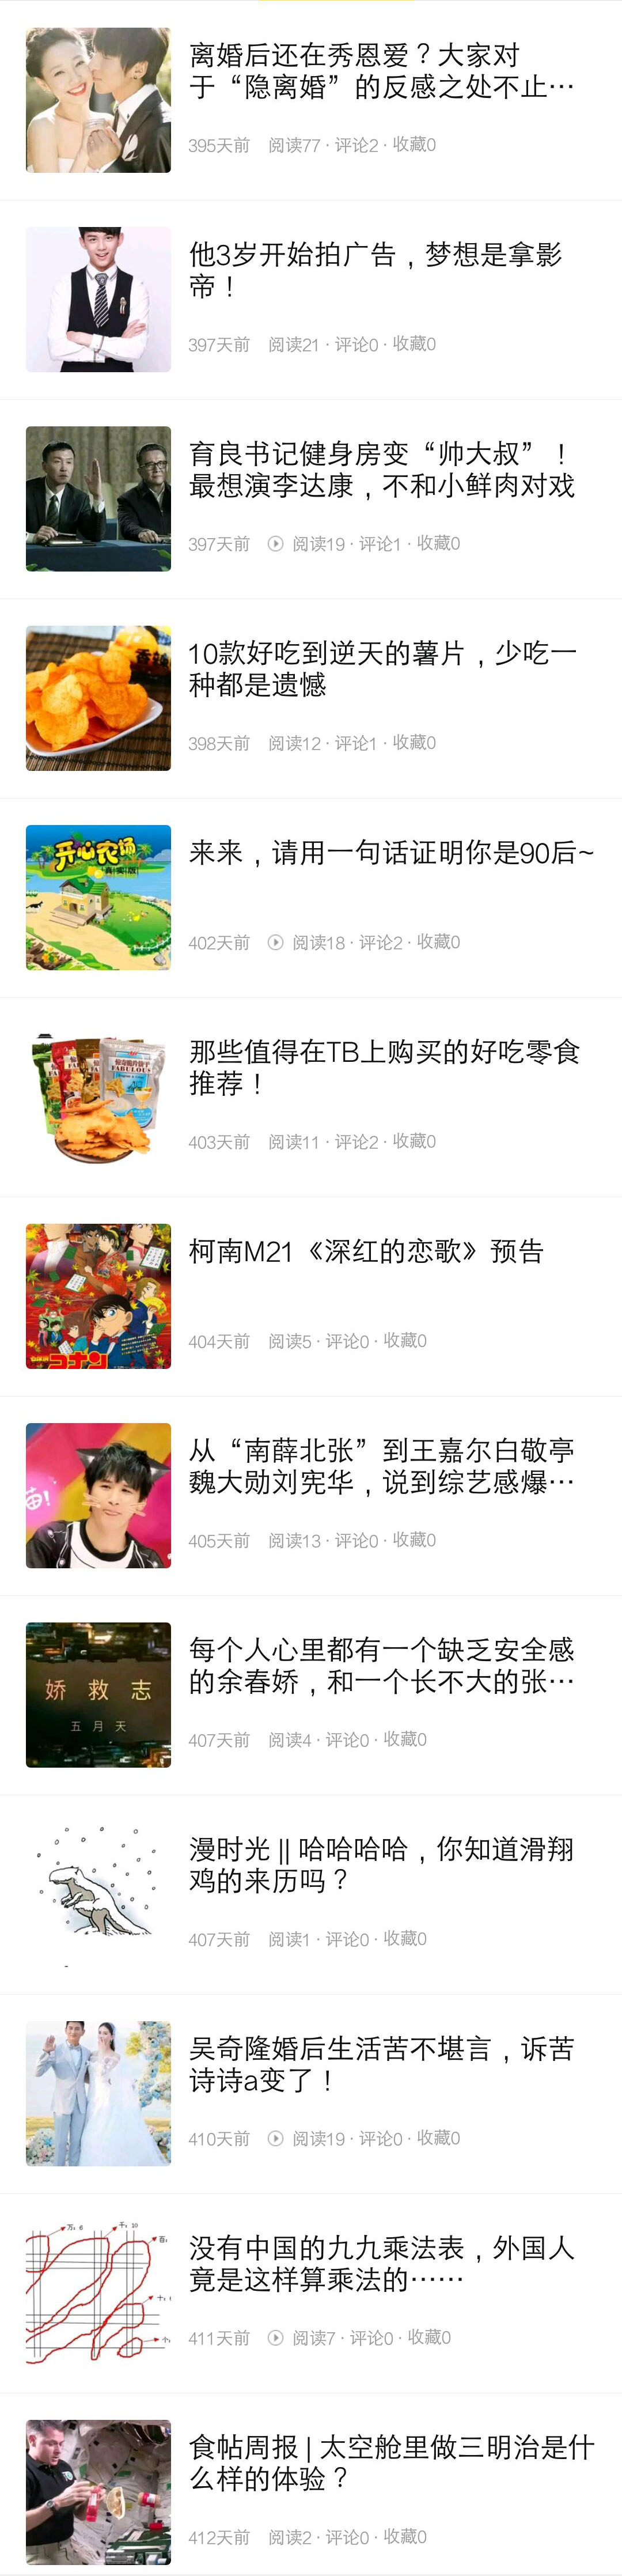 离婚后还在秀恩爱？大家对
于“隐离婚”的反感之处不止…
395天前 阅读77 · 评论2 · 收藏0
他3岁开始拍广告，梦想是拿影
帝！
397天前 阅读21 · 评论0 · 收藏0
育良书记健身房变“帅大叔”！
最想演李达康，不和小鲜肉对戏
397天前 阅读19 · 评论1 · 收藏0
10款好吃到逆天的薯片，少吃一
种都是遗憾
398天前 阅读12 · 评论1 · 收藏0
开心农场
真实版
来来，请用一句话证明你是90后~
402天前 阅读18 · 评论2 · 收藏0
FABULOUS
那些值得在TB上购买的好吃零食
推荐！
403天前 阅读11 · 评论2 · 收藏0
柯南M21《深红的恋歌》预告
コナン
404天前 阅读5 · 评论0 · 收藏0
从“南薛北张”到王嘉尔白敬亭
魏大勋刘宪华，说到综艺感爆…
苗!
405天前 阅读13 · 评论0 · 收藏0
每个人心里都有一个缺乏安全感
的余春娇，和一个长不大的张…
娇 救 志
五 月 天
407天前 阅读4 · 评论0 · 收藏0
漫时光 || 哈哈哈哈，你知道滑翔
鸡的来历吗？
407天前 阅读1 · 评论0 · 收藏0
吴奇隆婚后生活苦不堪言，诉苦
诗诗a变了！
410天前 阅读19 · 评论0 · 收藏0
万：6
千：10
百：
十：
个：
没有中国的九九乘法表，外国人
竟是这样算乘法的……
411天前 阅读7 · 评论0 · 收藏0
食帖周报 | 太空舱里做三明治是什
么样的体验？
412天前 阅读2 · 评论0 · 收藏0